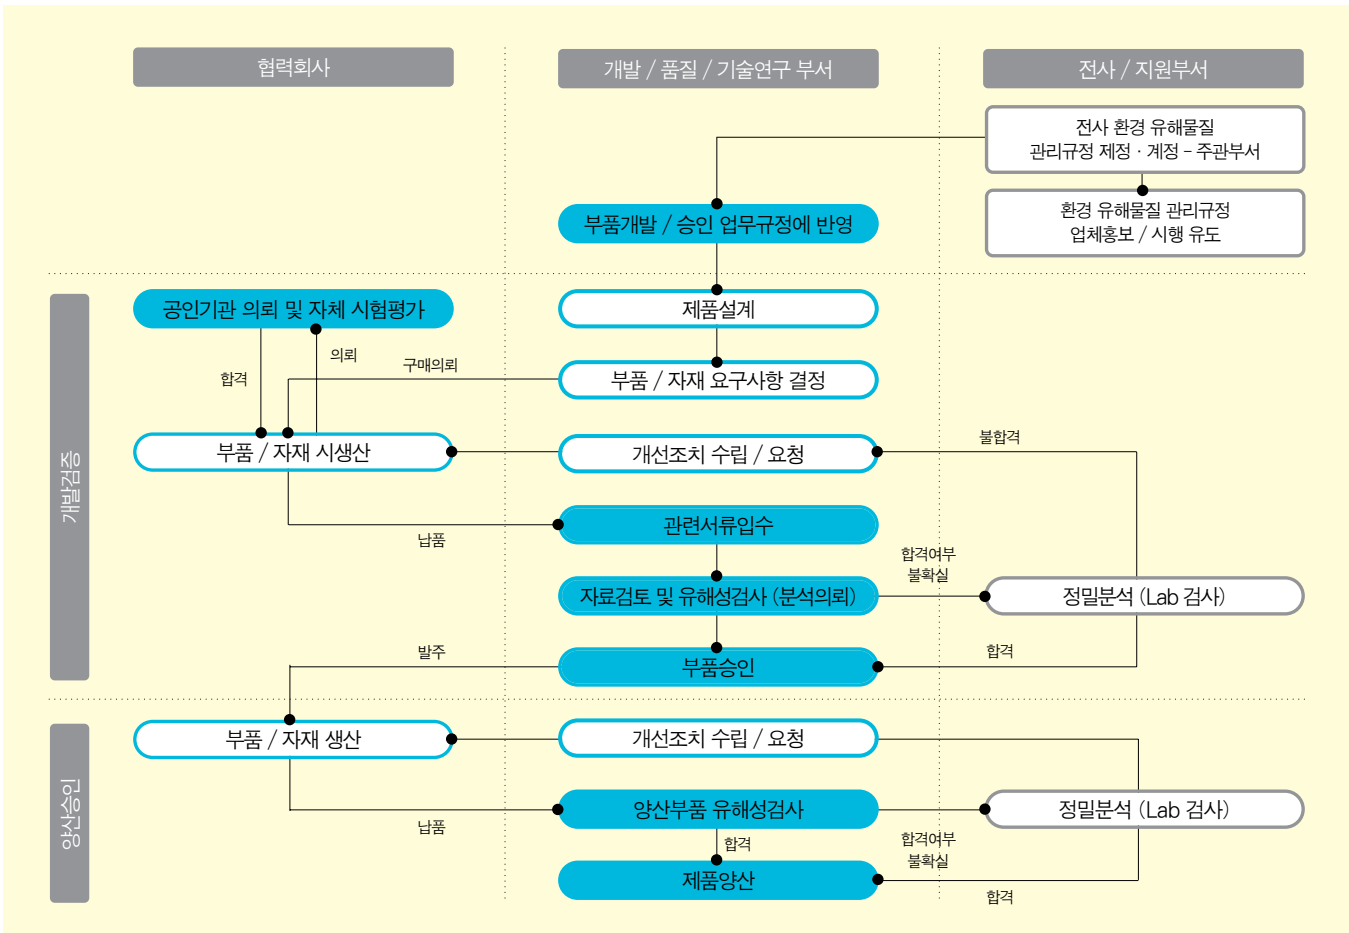 협력회사
개발 / 품질 / 기술연구 부서
전사 / 지원부서
전사 환경 유해물질
관리규정 제정 · 계정 – 주관부서
환경 유해물질 관리규정
업체홍보 / 시행 유도
부품개발 / 승인 업무규정에 반영
개발검증
공인기관 의뢰 및 자체 시험평가
제품설계
의뢰
합격
구매의뢰
부품 / 자재 요구사항 결정
부품 / 자재 시생산
개선조치 수립 / 요청
불합격
납품
관련서류입수
합격여부
불확실
자료검토 및 유해성검사 (분석의뢰)
정밀분석 (Lab 검사)
발주
부품승인
합격
양산승인
부품 / 자재 생산
개선조치 수립 / 요청
납품
양산부품 유해성검사
정밀분석 (Lab 검사)
합격
합격여부
불확실
제품양산
합격